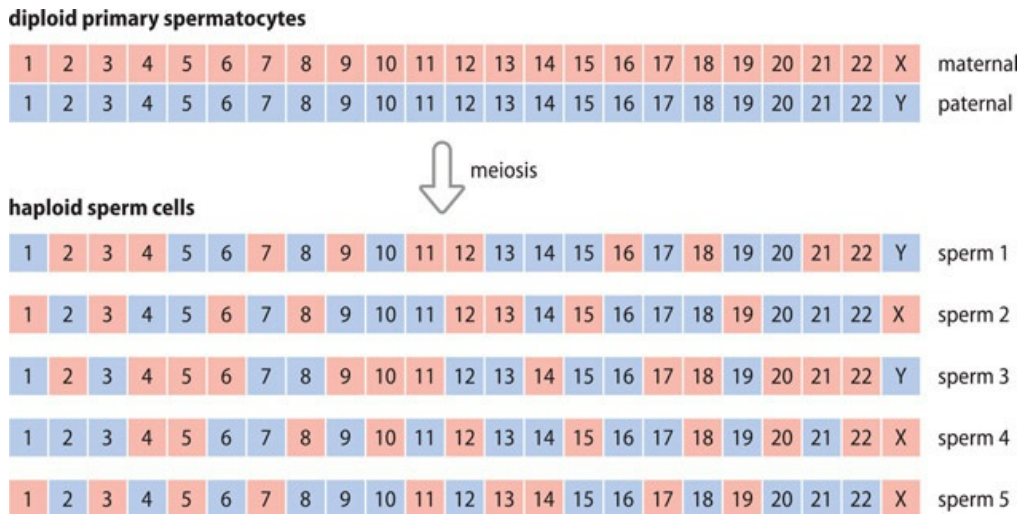 diploid primary spermatocytes
1 2 3 4 5 6 7 8 9 10 11 12 13 14 15 16 17 18 19 20 21 22 X maternal
1 2 3 4 5 6 7 8 9 10 11 12 13 14 15 16 17 18 19 20 21 22 Y paternal
meiosis
haploid sperm cells
1 2 3 4 5 6 7 8 9 10 11 12 13 14 15 16 17 18 19 20 21 22 Y sperm 1
1 2 3 4 5 6 7 8 9 10 11 12 13 14 15 16 17 18 19 20 21 22 X sperm 2
1 2 3 4 5 6 7 8 9 10 11 12 13 14 15 16 17 18 19 20 21 22 Y sperm 3
1 2 3 4 5 6 7 8 9 10 11 12 13 14 15 16 17 18 19 20 21 22 X sperm 4
1 2 3 4 5 6 7 8 9 10 11 12 13 14 15 16 17 18 19 20 21 22 X sperm 5